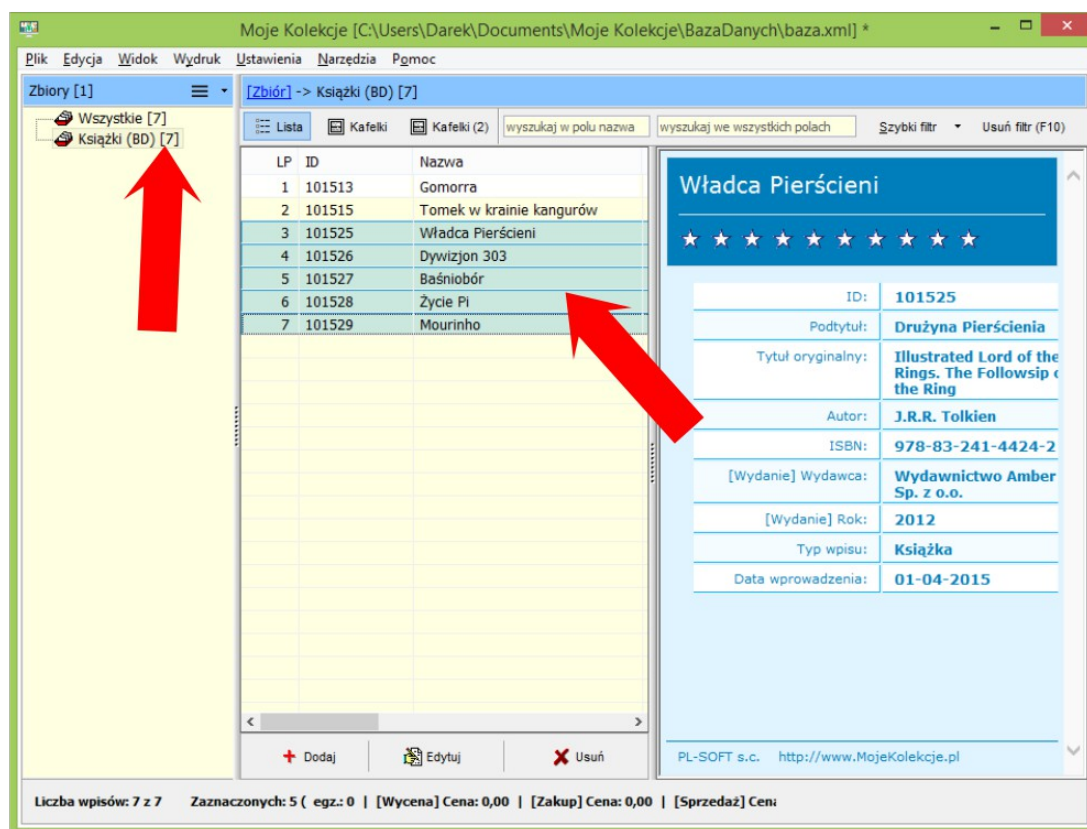 Moje Kolekcje [C:\Users\Darek\Documents\Moje Kolekcje\BazaDanych\baza.xml] *
Plik Edycja Widok Wydruk Ustawienia Narzędzia Pomoc
Zbiory [1]
[Zbiór] -> Książki (BD) [7]
Wszystkie [7]
Książki (BD) [7]
Lista Kafelki Kafelki (2) wyszukaj w polu nazwa wyszukaj we wszystkich polach Szybki filtr Usuń filtr (F10)
LP ID Nazwa
1 101513 Gomorra
2 101515 Tomek w krainie kangurów
3 101525 Władca Pierścieni
4 101526 Dywizjon 303
5 101527 Baśniobór
6 101528 Życie Pi
7 101529 Mourinho
Władca Pierścieni
ID: 101525
Podtytuł: Drużyna Pierścienia
Tytuł oryginalny: Illustrated Lord of the
Rings. The Followsip
the Ring
Autor: J.R.R. Tolkien
ISBN: 978-83-241-4424-2
[Wydanie] Wydawca: Wydawnictwo Amber
Sp. z o.o.
[Wydanie] Rok: 2012
Typ wpisu: Książka
Data wprowadzenia: 01-04-2015
Dodaj Edytuj Usuń
PL-SOFT s.c. http://www.MojeKolekcje.pl
Liczba wpisów: 7 z 7 Zaznaczonych: 5 ( egz.: 0 | [Wycena] Cena: 0,00 | [Zakup] Cena: 0,00 | [Sprzedaż] Cena